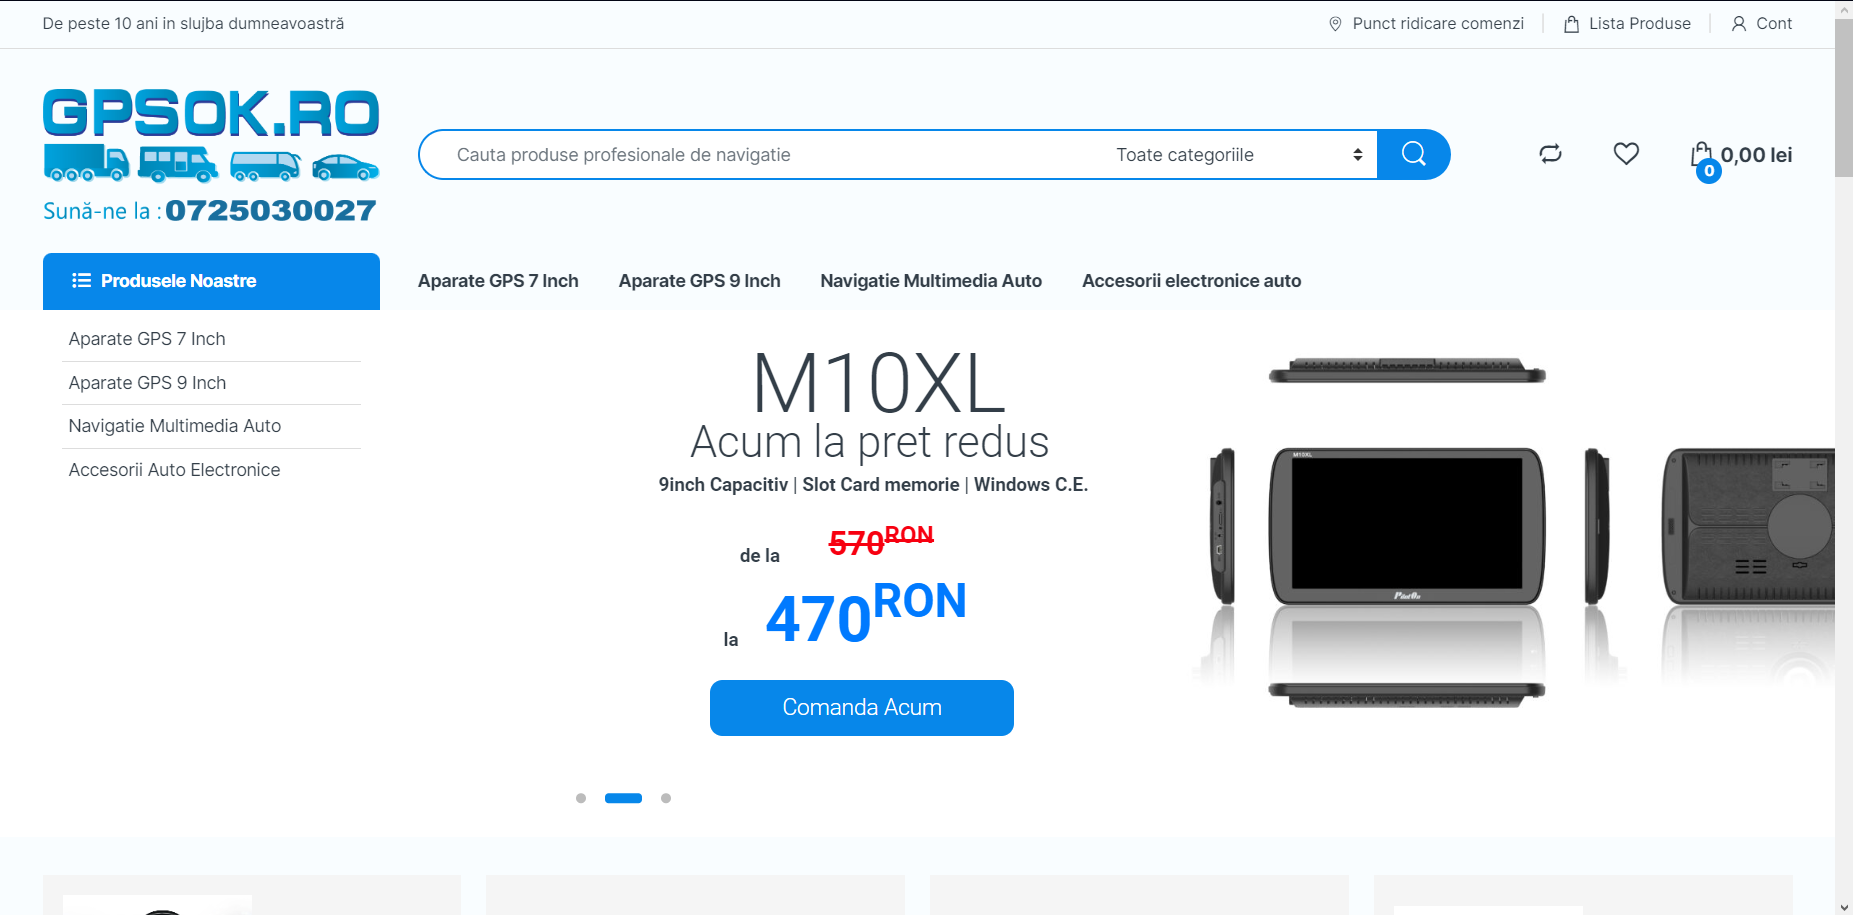 De peste 10 ani in slujba dumneavoastră
Punct ridicare comenzi
Lista Produse
Cont
GPSOK.RO
Sună-ne la : 0725030027
Cauta produse profesionale de navigatie
Toate categoriile
0
0,00 lei
Produsele Noastre
Aparate GPS 7 Inch
Aparate GPS 9 Inch
Navigatie Multimedia Auto
Accesorii electronice auto
Aparate GPS 7 Inch
Aparate GPS 9 Inch
Navigatie Multimedia Auto
Accesorii Auto Electronice
M10XL
Acum la pret redus
9inch Capacitiv | Slot Card memorie | Windows C.E.
de la 570RON
la 470RON
Comanda Acum
M10XL
PilotOn